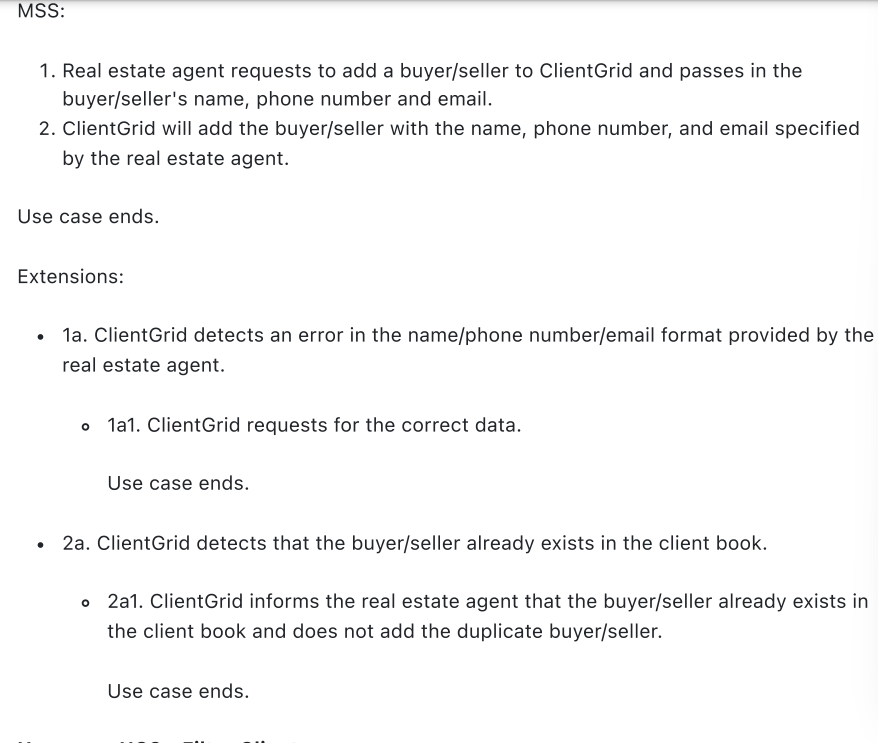 MSS:
1. Real estate agent requests to add a buyer/seller to ClientGrid and passes in the
buyer/seller's name, phone number and email.
2. ClientGrid will add the buyer/seller with the name, phone number, and email specified
by the real estate agent.
Use case ends.
Extensions:
• 1a. ClientGrid detects an error in the name/phone number/email format provided by the
real estate agent.
◦ 1a1. ClientGrid requests for the correct data.
Use case ends.
• 2a. ClientGrid detects that the buyer/seller already exists in the client book.
◦ 2a1. ClientGrid informs the real estate agent that the buyer/seller already exists in
the client book and does not add the duplicate buyer/seller.
Use case ends.